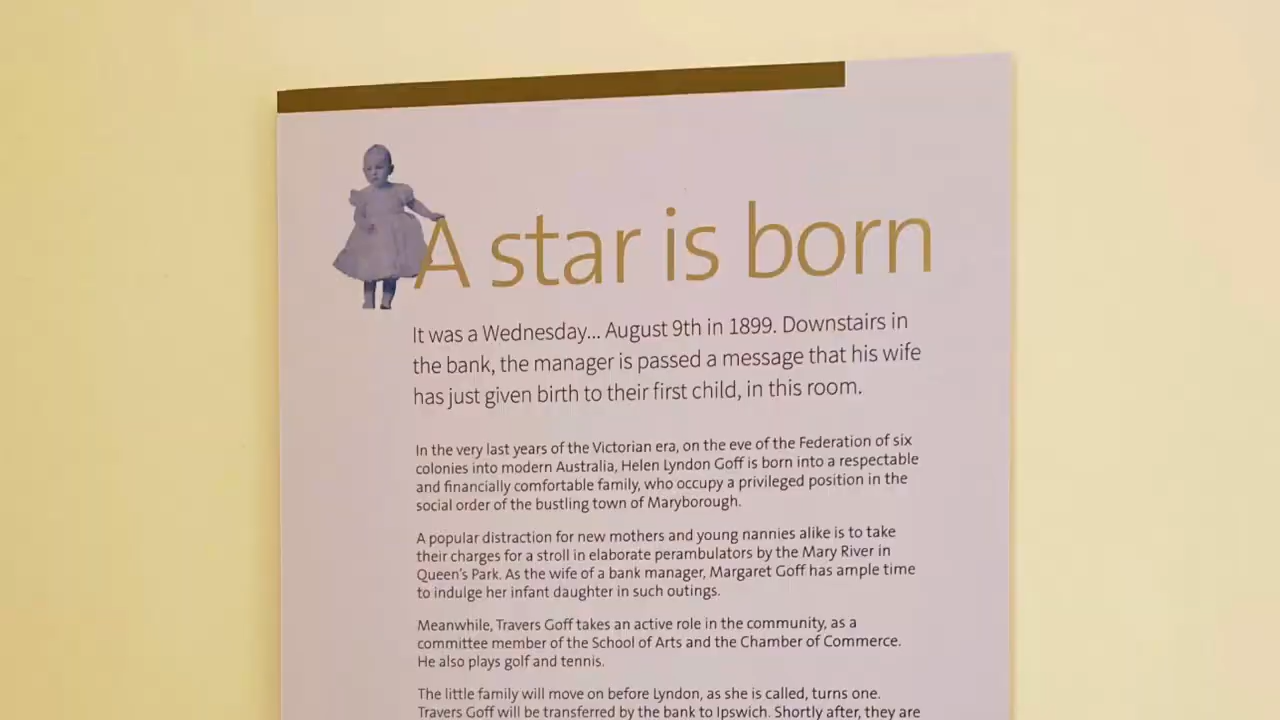 A star is born
It was a Wednesday... August 9th in 1899. Downstairs in
the bank, the manager is passed a message that his wife
has just given birth to their first child, in this room.
In the very last years of the Victorian era, on the eve of the Federation of six
colonies into modern Australia, Helen Lyndon Goff is born into a respectable
and financially comfortable family, who occupy a privileged position in the
social order of the bustling town of Maryborough.
A popular distraction for new mothers and young nannies alike is to take
their charges for a stroll in elaborate perambulators by the Mary River in
Queen's Park. As the wife of a bank manager, Margaret Goff has ample time
to indulge her infant daughter in such outings.
Meanwhile, Travers Goff takes an active role in the community, as a
committee member of the School of Arts and the Chamber of Commerce.
He also plays golf and tennis.
The little family will move on before Lyndon, as she is called, turns one.
Travers Goff will be transferred by the bank to Ipswich. Shortly after, they are